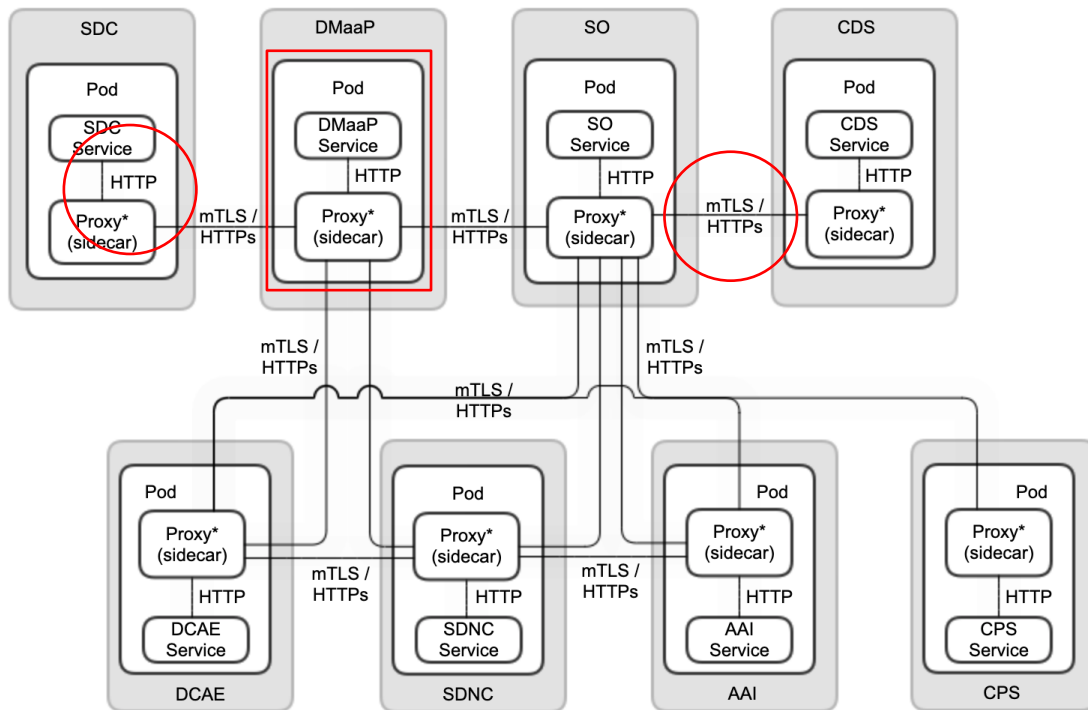 SDC
DMaaP
SO
CDS
Pod
Pod
Pod
Pod
SDC
Service
DMaaP
Service
SO
Service
CDS
Service
HTTP
HTTP
HTTP
HTTP
Proxy*
(sidecar)
mTLS /
HTTPs
Proxy*
(sidecar)
mTLS /
HTTPs
Proxy*
(sidecar)
mTLS /
HTTPs
Proxy*
(sidecar)
mTLS /
HTTPs
mTLS /
HTTPs
mTLS /
HTTPs
Pod
Pod
Pod
Pod
Proxy*
(sidecar)
Proxy*
(sidecar)
Proxy*
(sidecar)
Proxy*
(sidecar)
mTLS /
HTTPs
mTLS /
HTTPs
HTTP
HTTP
HTTP
HTTP
DCAE
Service
SDNC
Service
AAI
Service
CPS
Service
DCAE
SDNC
AAI
CPS